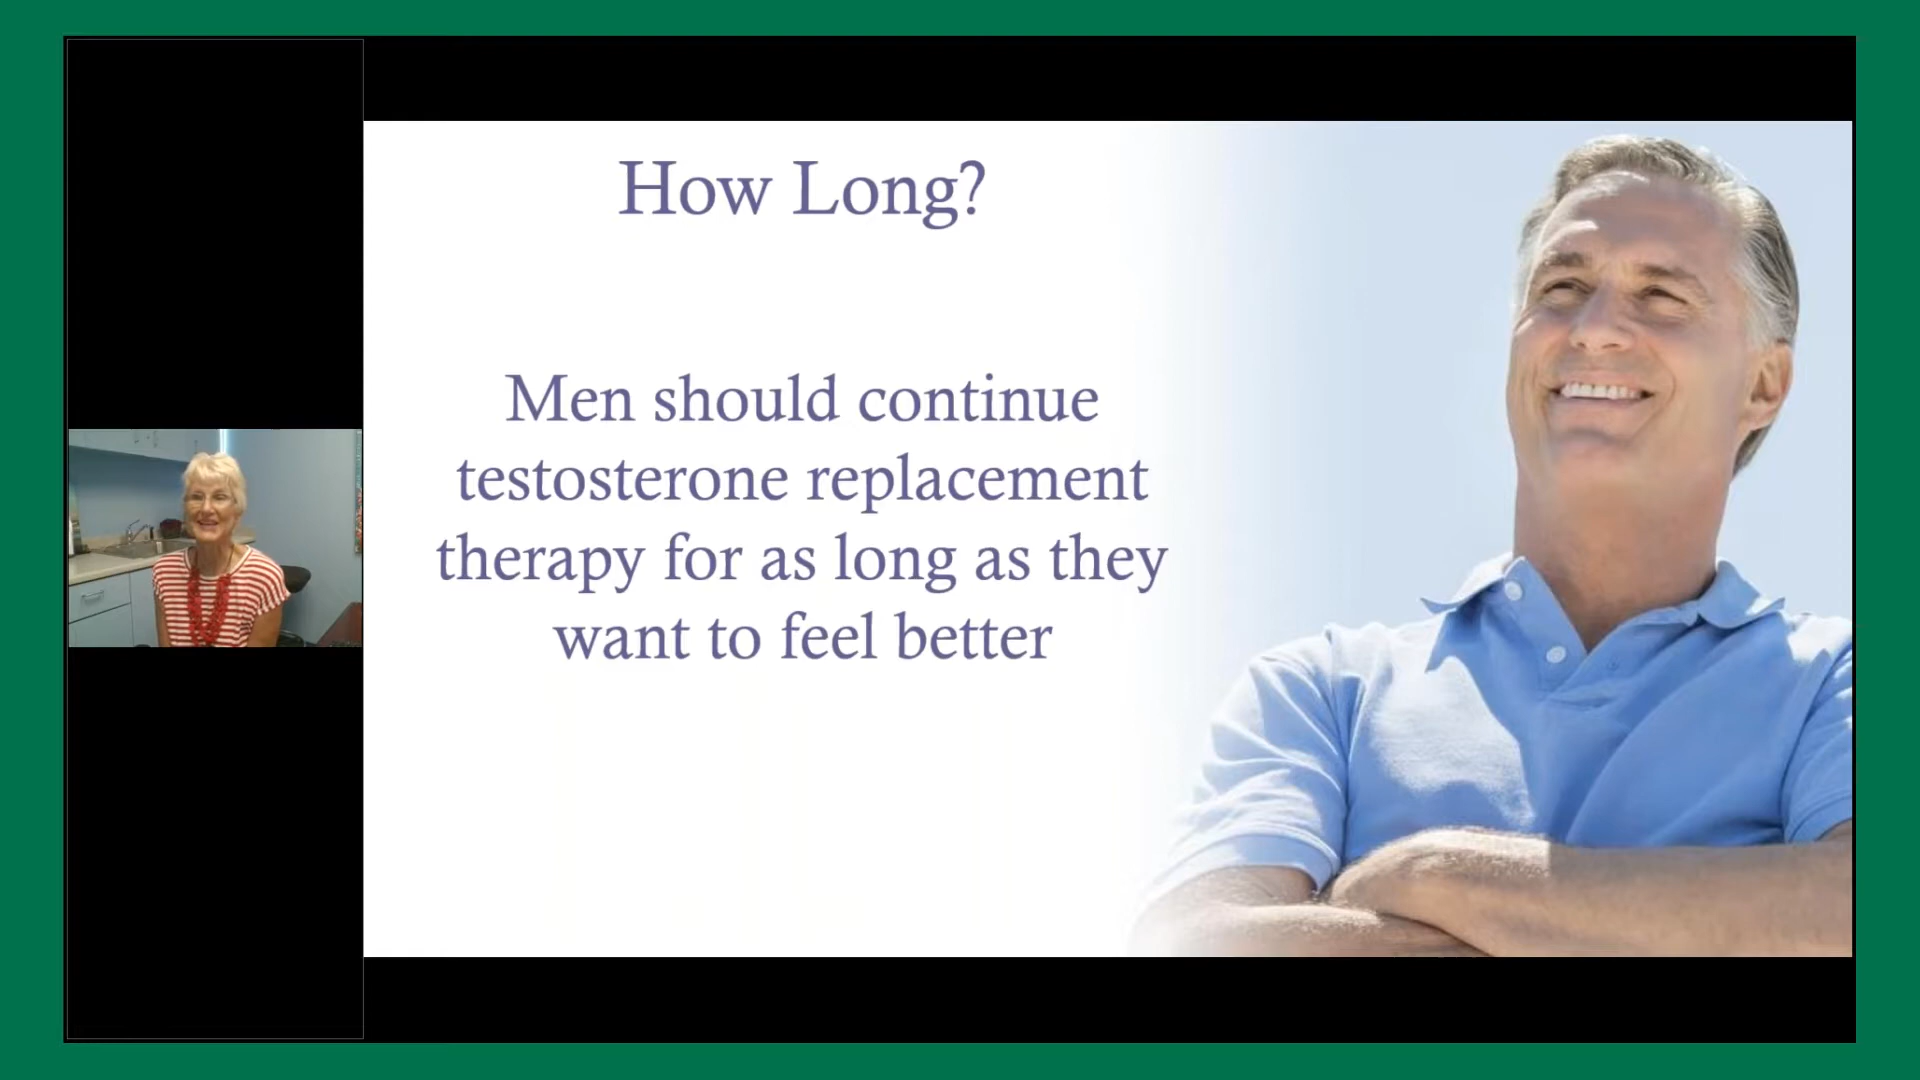 How Long?
Men should continue
testosterone replacement
therapy for as long as they
want to feel better